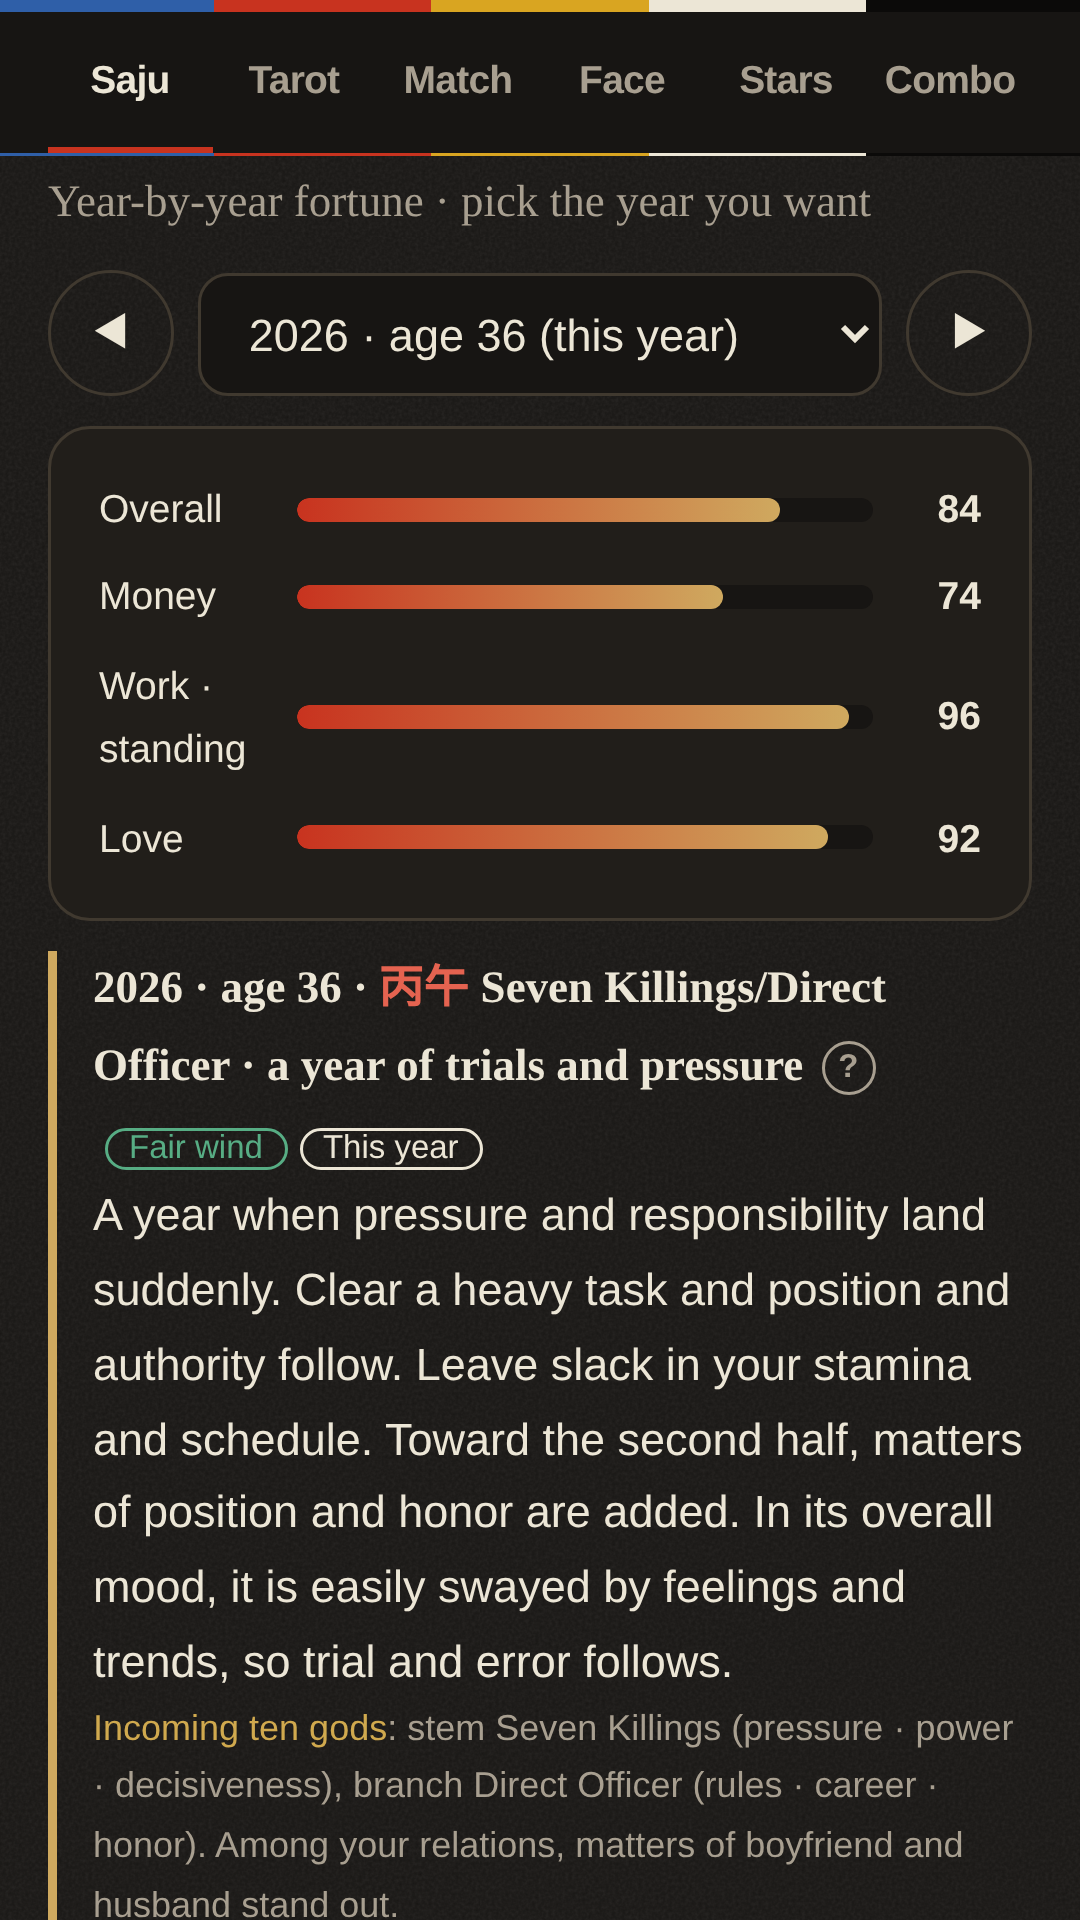 Saju Tarot Match Face Stars Combo
Year-by-year fortune · pick the year you want
◀ 2026 · age 36 (this year) ▶
Overall 84
Money 74
Work ·
standing 96
Love 92
2026 · age 36 · 丙午 Seven Killings/Direct
Officer · a year of trials and pressure ?
Fair wind This year
A year when pressure and responsibility land
suddenly. Clear a heavy task and position and
authority follow. Leave slack in your stamina
and schedule. Toward the second half, matters
of position and honor are added. In its overall
mood, it is easily swayed by feelings and
trends, so trial and error follows.
Incoming ten gods: stem Seven Killings (pressure · power
· decisiveness), branch Direct Officer (rules · career ·
honor). Among your relations, matters of boyfriend and
husband stand out.